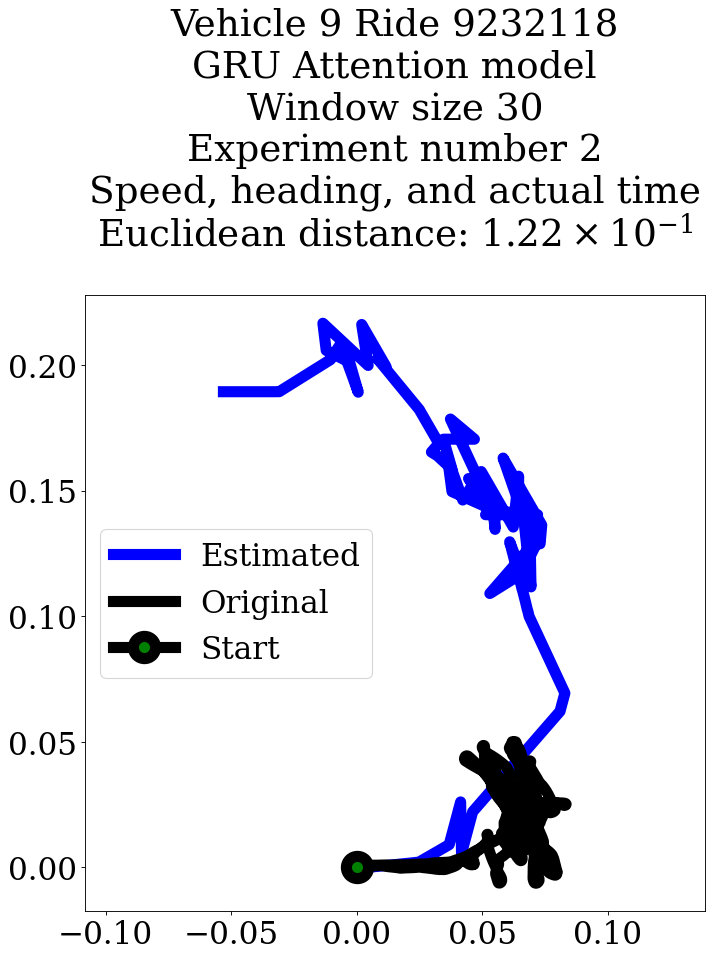 Vehicle 9 Ride 9232118
GRU Attention model
Window size 30
Experiment number 2
Speed, heading, and actual time
Euclidean distance: 1.22 × 10⁻¹
0.20
0.15
0.10
0.05
0.00
Estimated
Original
Start
−0.10 −0.05 0.00 0.05 0.10